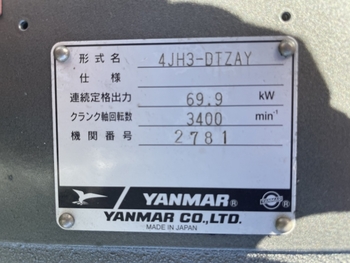 形式名 4JH3-DTZAY
仕様
連続定格出力 69.9 kW
クランク軸回転数 3400 min⁻¹
機関番号 2781
YANMAR®
YANMAR CO.,LTD.
MADE IN JAPAN